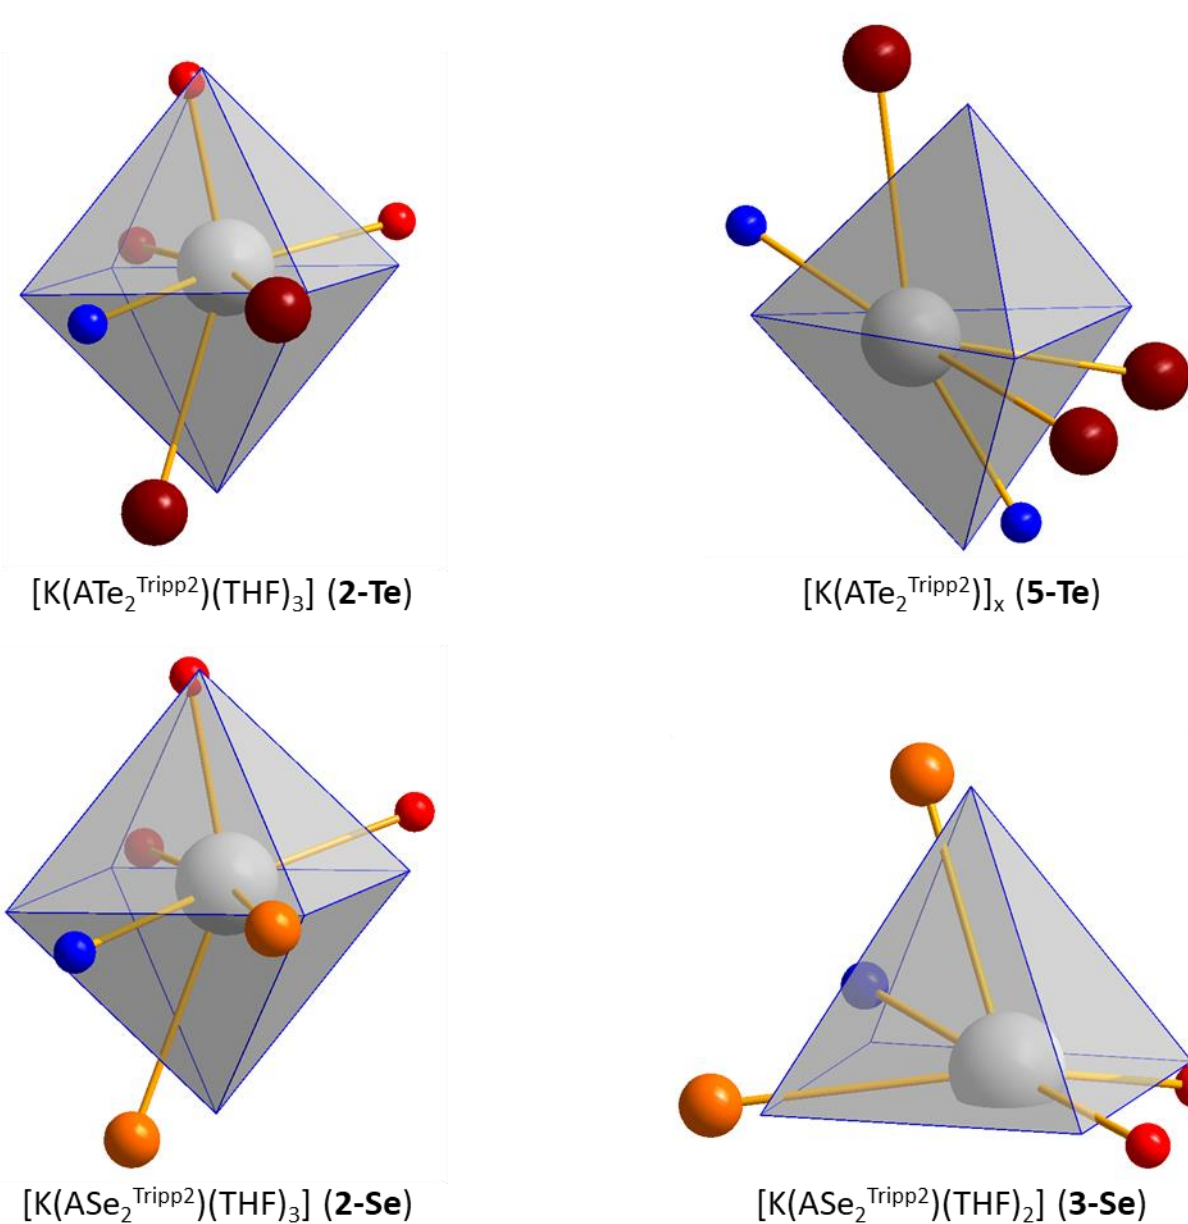 [K(ATe₂ᵀʳⁱᵖᵖ²)(THF)₃] (2-Te)
[K(ATe₂ᵀʳⁱᵖᵖ²)]ₓ (5-Te)
[K(ASe₂ᵀʳⁱᵖᵖ²)(THF)₃] (2-Se)
[K(ASe₂ᵀʳⁱᵖᵖ²)(THF)₂] (3-Se)